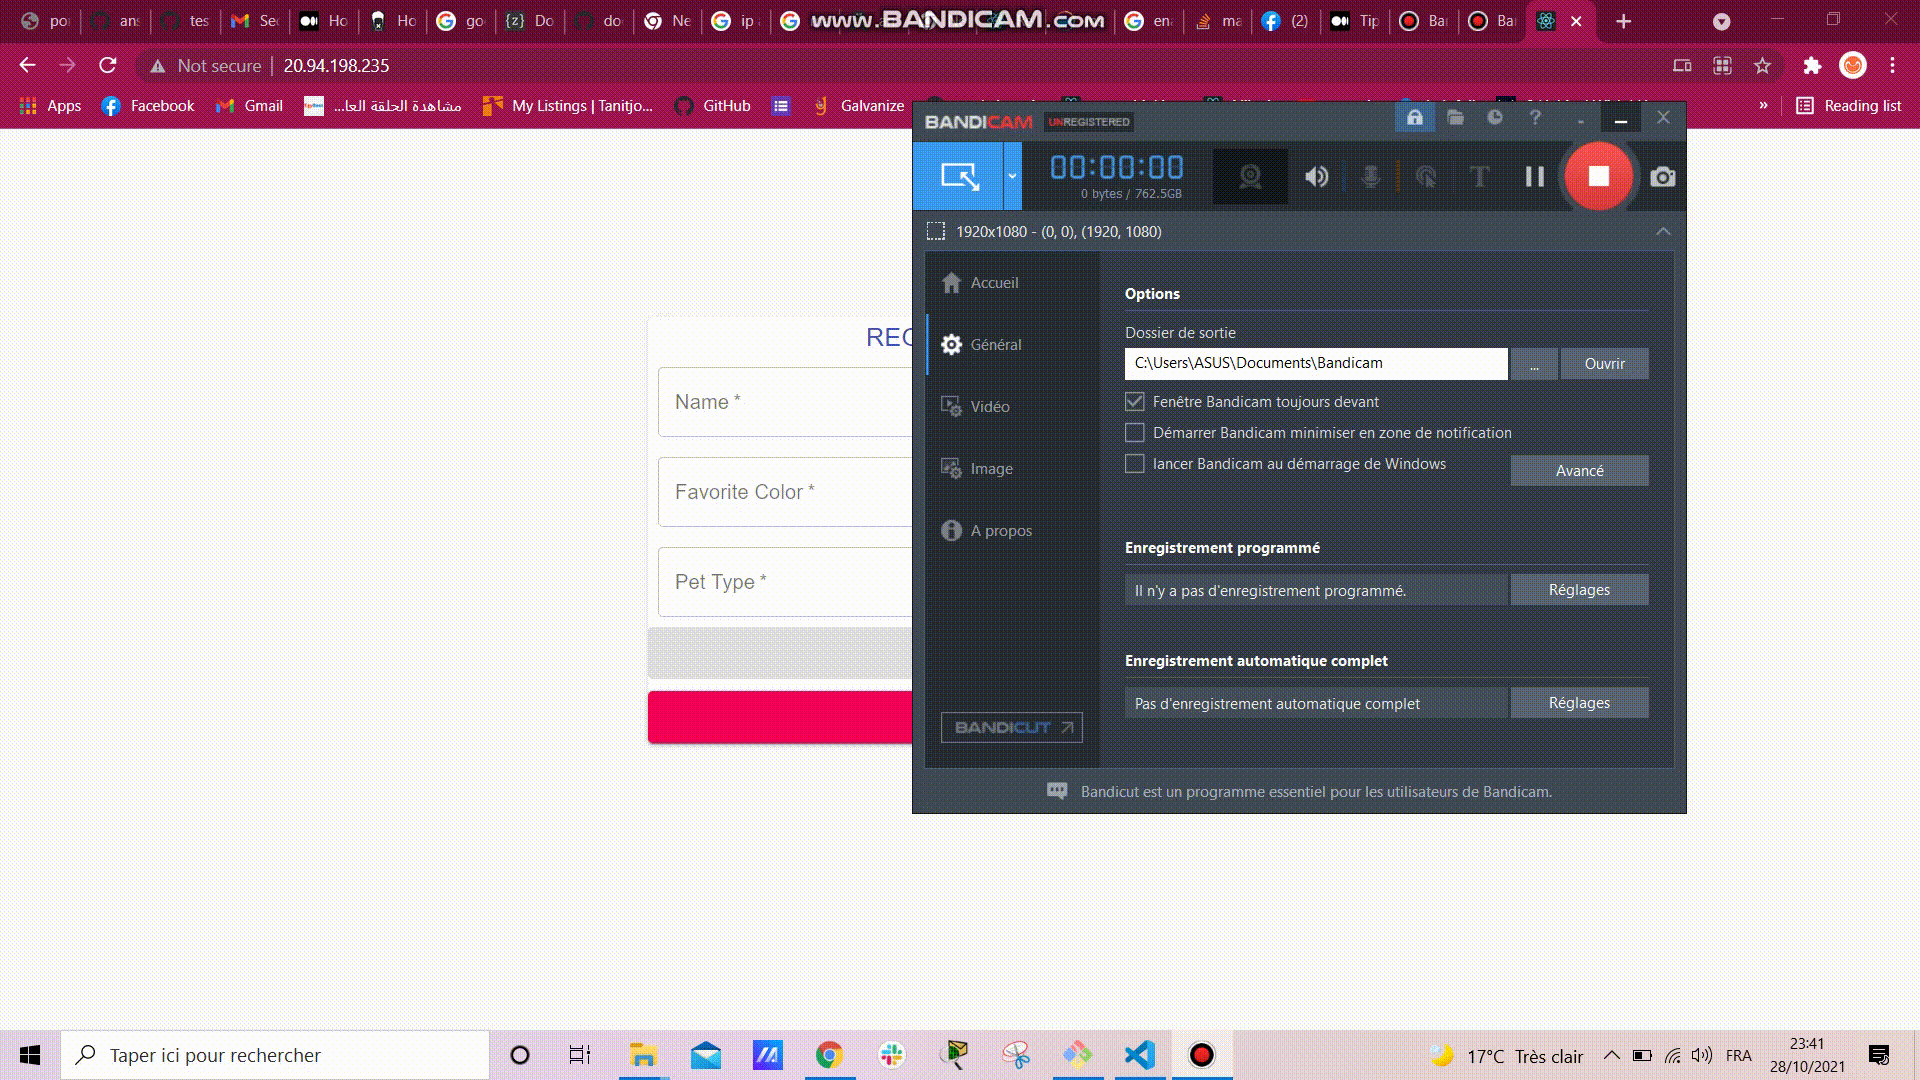 po
ans
tes
Se
Ho
Ho
go
Do
do
Ne
ip
www.BANDICAM.com
en
ma
(2)
Tip
Ba
Ba
Not secure
20.94.198.235
Apps
Facebook
Gmail
مشاهدة الحلقة العا...
My Listings | Tanitjo...
GitHub
Galvanize
»
Reading list
BANDICAM
UNREGISTERED
00:00:00
0 bytes / 762.5GB
1920x1080 - (0, 0), (1920, 1080)
Accueil
Général
Vidéo
Image
A propos
BANDICUT
Options
Dossier de sortie
C:\Users\ASUS\Documents\Bandicam
...
Ouvrir
Fenêtre Bandicam toujours devant
Démarrer Bandicam minimiser en zone de notification
lancer Bandicam au démarrage de Windows
Avancé
Enregistrement programmé
Il n'y a pas d'enregistrement programmé.
Réglages
Enregistrement automatique complet
Pas d'enregistrement automatique complet
Réglages
Bandicut est un programme essentiel pour les utilisateurs de Bandicam.
REC
Name *
Favorite Color *
Pet Type *
Taper ici pour rechercher
17°C Très clair
FRA
23:41
28/10/2021